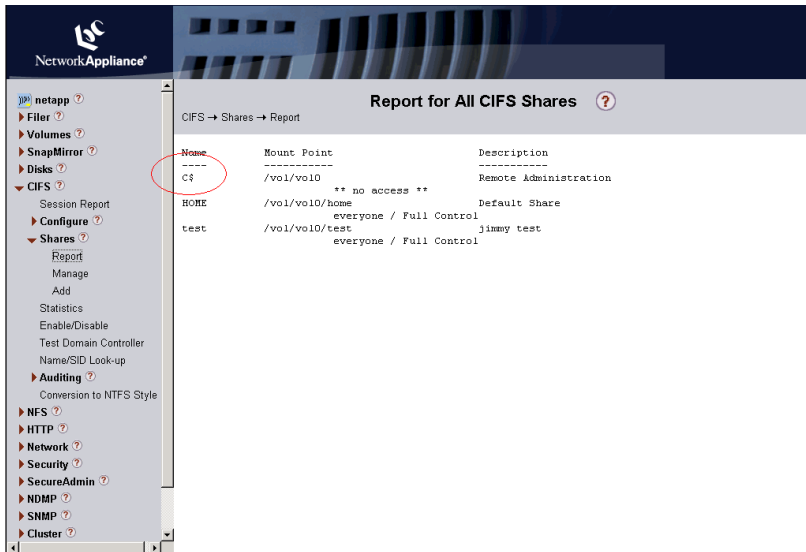 NetworkAppliance®
netapp ?
Filer ?
Volumes ?
SnapMirror ?
Disks ?
CIFS ?
Session Report
Configure ?
Shares ?
Report
Manage
Add
Statistics
Enable/Disable
Test Domain Controller
Name/SID Look-up
Auditing ?
Conversion to NTFS Style
NFS ?
HTTP ?
Network ?
Security ?
SecureAdmin ?
NDMP ?
SNMP ?
Cluster ?
Report for All CIFS Shares ?
CIFS → Shares → Report
Name Mount Point Description
---- ----------- -----------
C$ /vol/vol0 Remote Administration
** no access **
HOME /vol/vol0/home Default Share
everyone / Full Control
test /vol/vol0/test jimmy test
everyone / Full Control